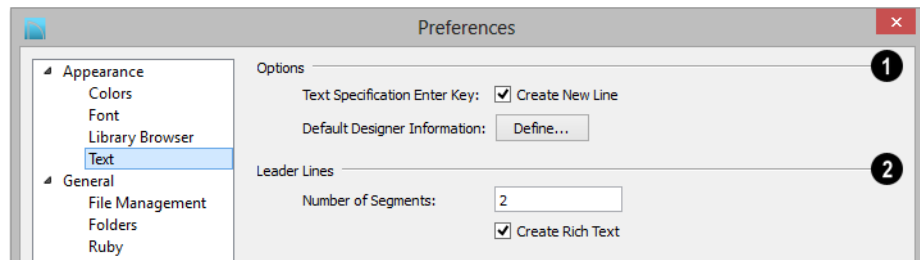 Preferences
Appearance
Colors
Font
Library Browser
Text
General
File Management
Folders
Ruby
Options
1
Text Specification Enter Key: Create New Line
Default Designer Information: Define...
Leader Lines
2
Number of Segments: 2
Create Rich Text